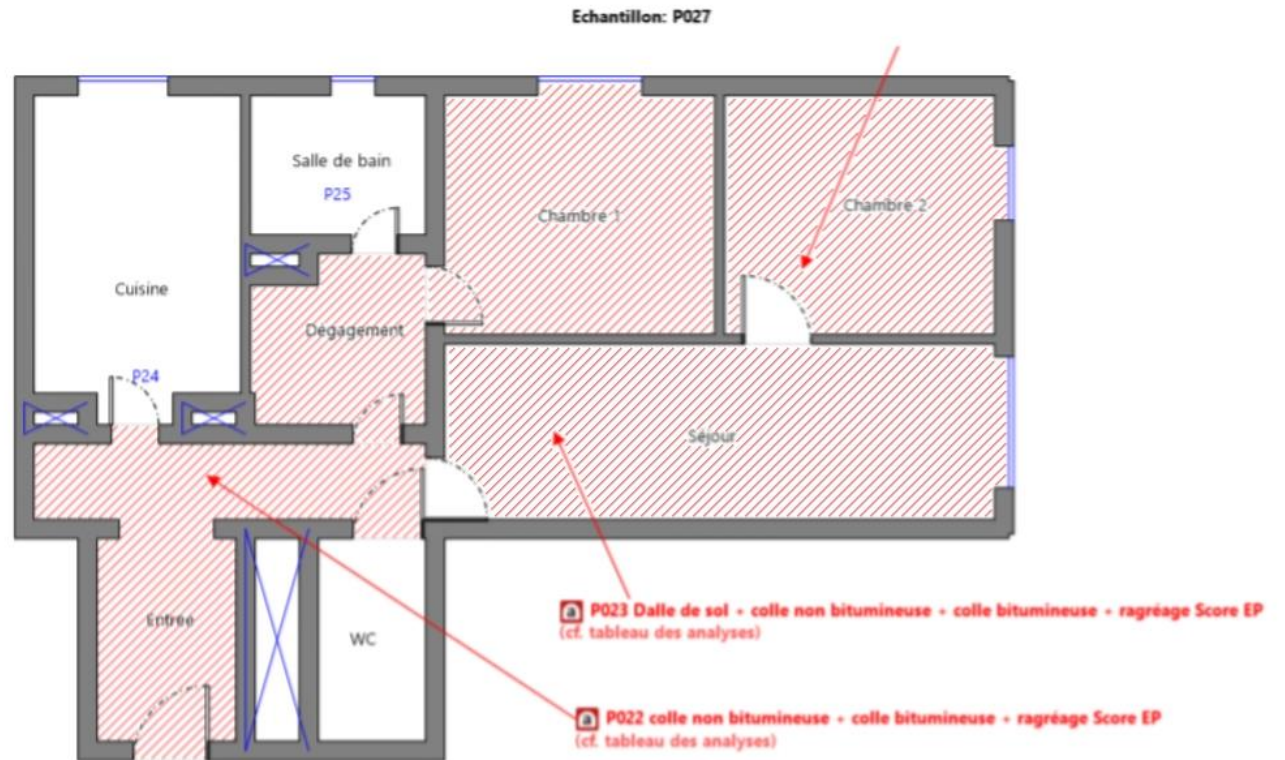 Echantillon: P027
Salle de bain
P25
Chambre 1
Chambre 2
Cuisine
Dégagement
P24
Séjour
a P023 Dalle de sol + colle non bitumineuse + colle bitumineuse + ragréage Score EP
(cf. tableau des analyses)
Entrée
WC
a P022 colle non bitumineuse + colle bitumineuse + ragréage Score EP
(cf. tableau des analyses)